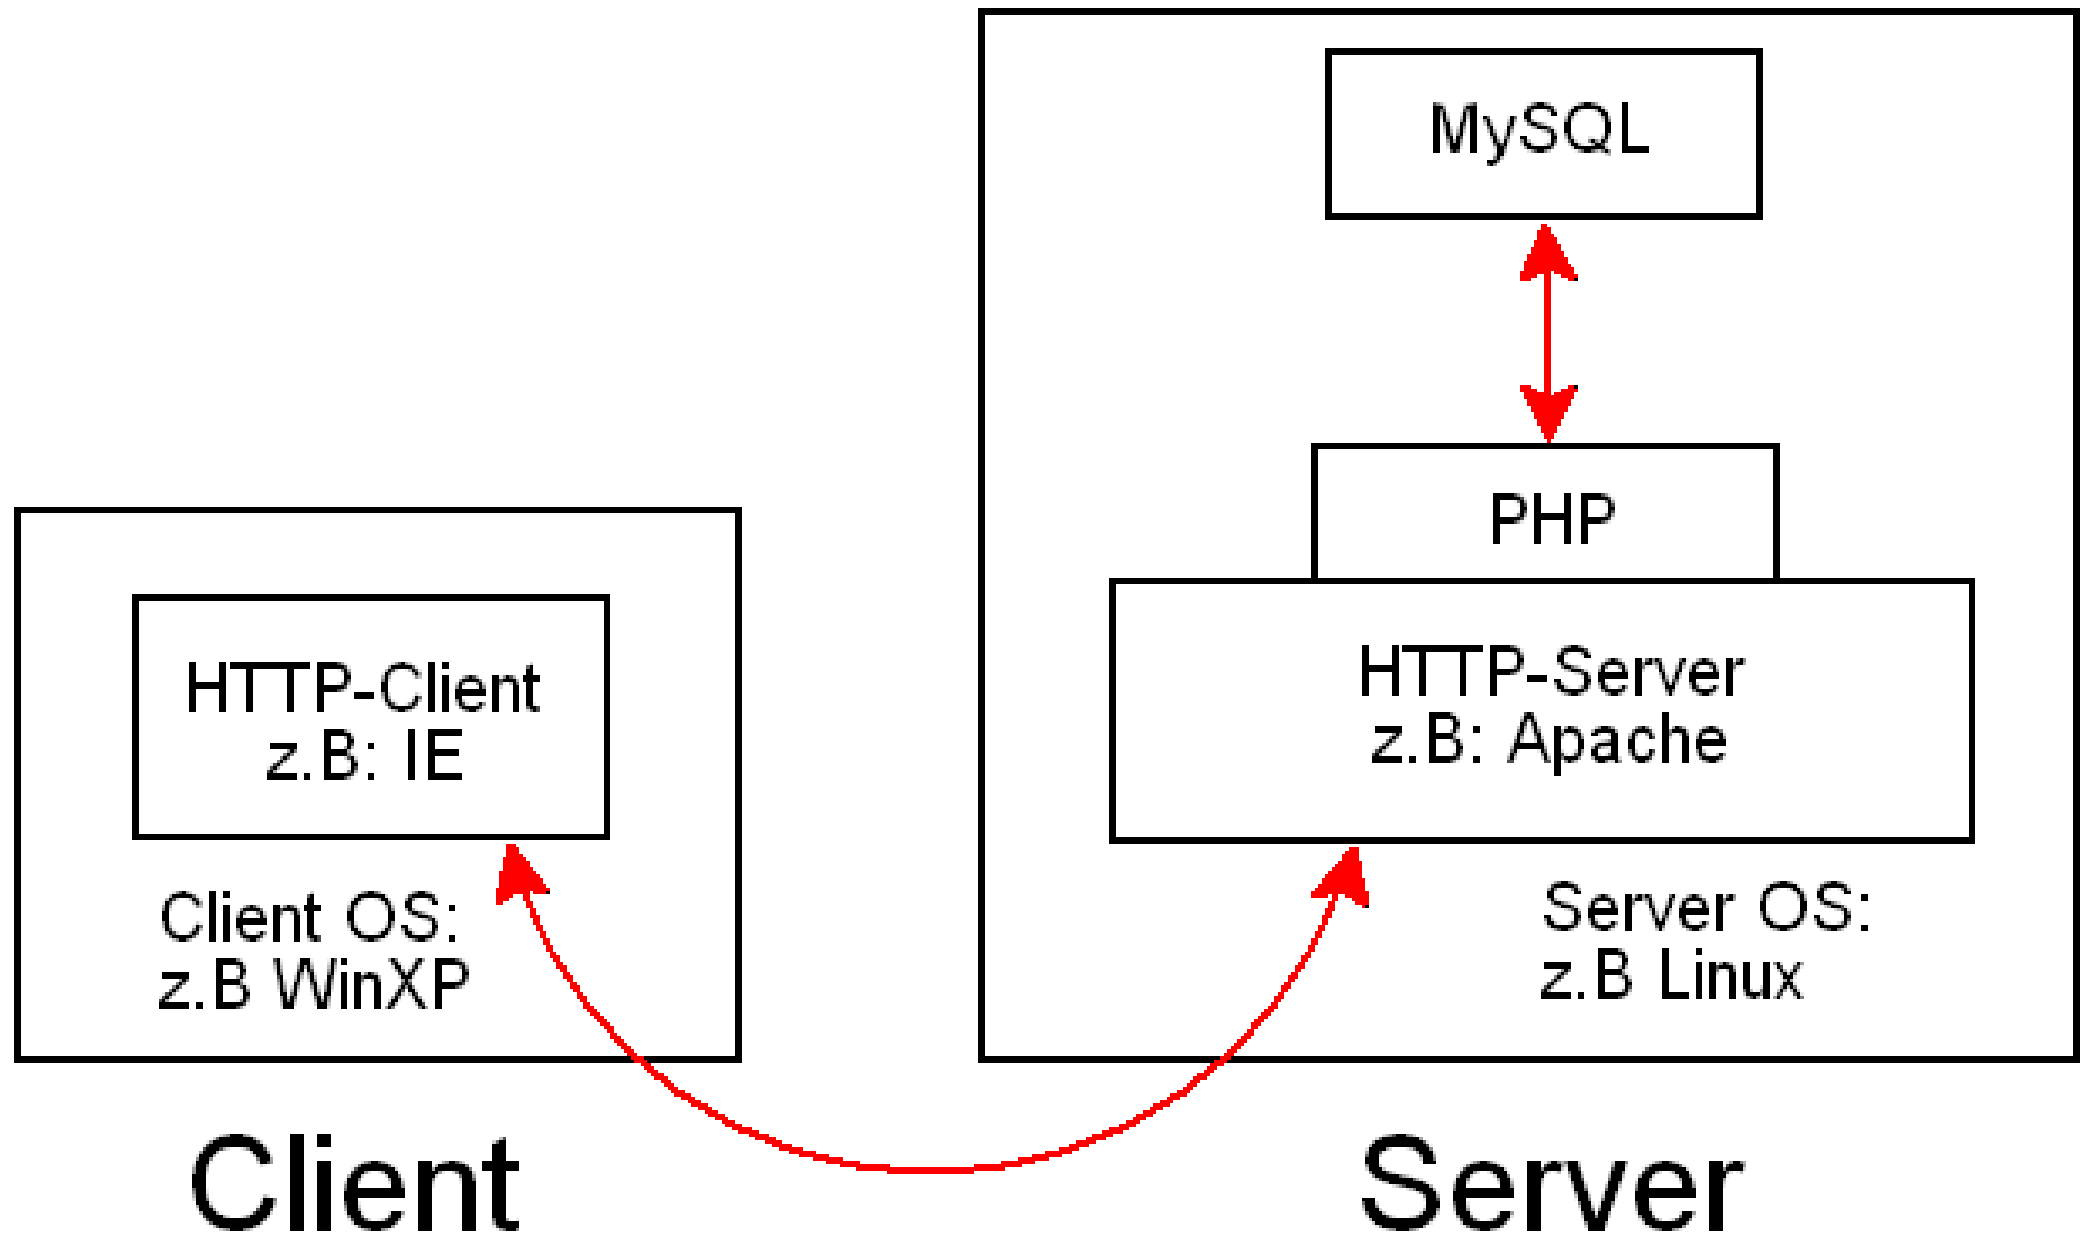 MySQL
PHP
HTTP-Server
z.B: Apache
Server OS:
z.B Linux
HTTP-Client
z.B: IE
Client OS:
z.B WinXP
Client
Server